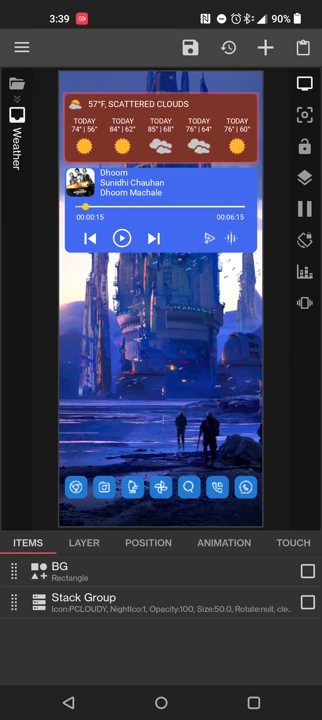 3:39
90%
Weather
57°F, SCATTERED CLOUDS
TODAY TODAY TODAY TODAY TODAY
74° | 56° 84° | 62° 85° | 68° 76° | 64° 76° | 60°
Dhoom
Sunidhi Chauhan
Dhoom Machale
00:00:15 00:06:15
ITEMS LAYER POSITION ANIMATION TOUCH
BG
Rectangle
Stack Group
Icon:PCLOUDY, NightIco:1, Opacity:100, Size:50.0, Rotate:null, cle..